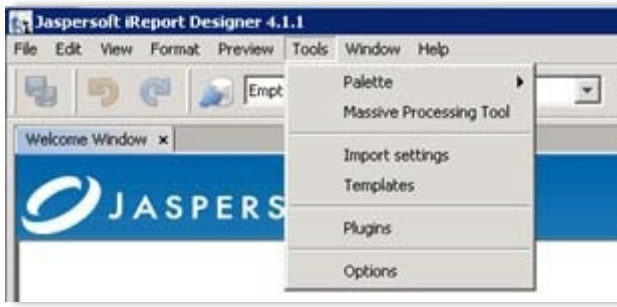 Jaspersoft iReport Designer 4.1.1
File Edit View Format Preview Tools Window Help
Empt
Palette
Massive Processing Tool
Welcome Window
Import settings
Templates
JASPERS
Plugins
Options